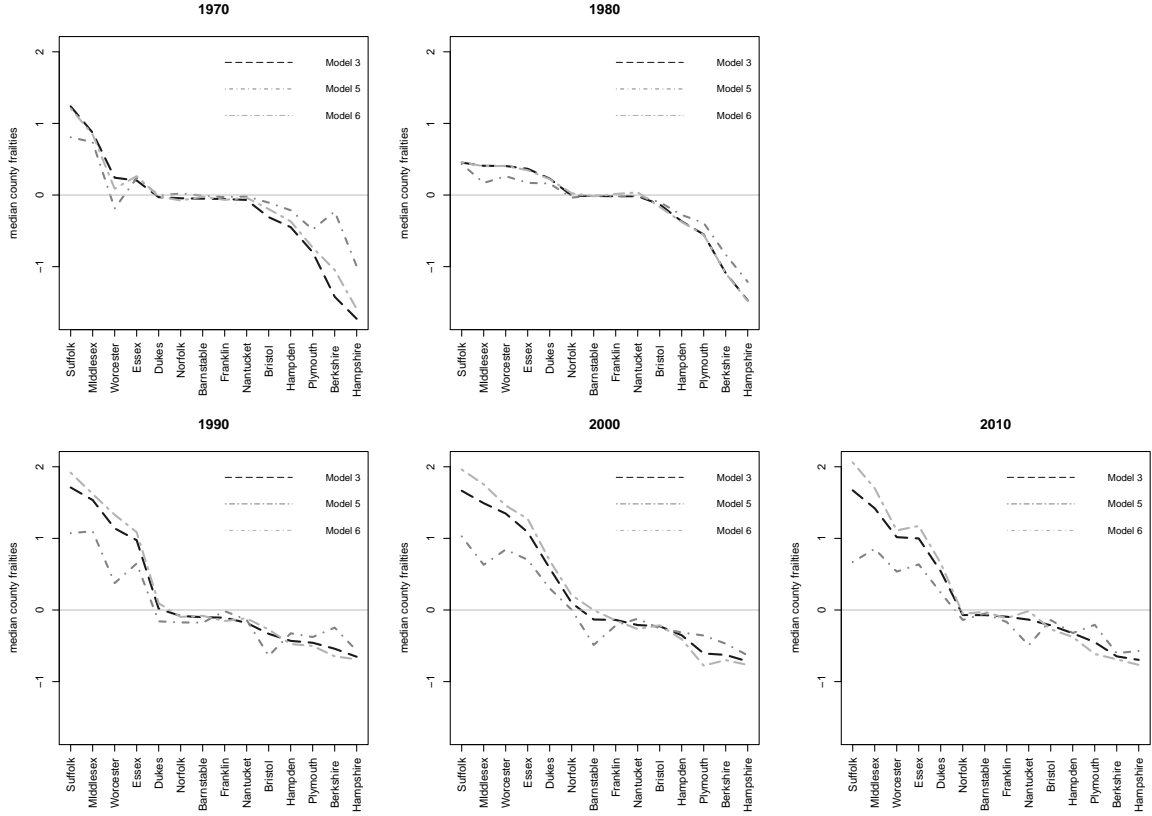 1970
median county frailties
2
1
0
−1
Model 3
Model 5
Model 6
Suffolk
Middlesex
Worcester
Essex
Dukes
Norfolk
Barnstable
Franklin
Nantucket
Bristol
Hampden
Plymouth
Berkshire
Hampshire
1980
median county frailties
2
1
0
−1
Model 3
Model 5
Model 6
Suffolk
Middlesex
Worcester
Essex
Dukes
Norfolk
Barnstable
Franklin
Nantucket
Bristol
Hampden
Plymouth
Berkshire
Hampshire
1990
median county frailties
2
1
0
−1
Model 3
Model 5
Model 6
Suffolk
Middlesex
Worcester
Essex
Dukes
Norfolk
Barnstable
Franklin
Nantucket
Bristol
Hampden
Plymouth
Berkshire
Hampshire
2000
median county frailties
2
1
0
−1
Model 3
Model 5
Model 6
Suffolk
Middlesex
Worcester
Essex
Dukes
Norfolk
Barnstable
Franklin
Nantucket
Bristol
Hampden
Plymouth
Berkshire
Hampshire
2010
median county frailties
2
1
0
−1
Model 3
Model 5
Model 6
Suffolk
Middlesex
Worcester
Essex
Dukes
Norfolk
Barnstable
Franklin
Nantucket
Bristol
Hampden
Plymouth
Berkshire
Hampshire